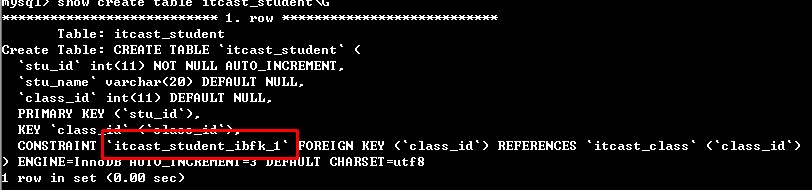 mysql> show create table itcast_student\G
*************************** 1. row ***************************
Table: itcast_student
Create Table: CREATE TABLE `itcast_student` (
`stu_id` int(11) NOT NULL AUTO_INCREMENT,
`stu_name` varchar(20) DEFAULT NULL,
`class_id` int(11) DEFAULT NULL,
PRIMARY KEY (`stu_id`),
KEY `class_id` (`class_id`),
CONSTRAINT `itcast_student_ibfk_1` FOREIGN KEY (`class_id`) REFERENCES `itcast_class` (`class_id`)
) ENGINE=InnoDB AUTO_INCREMENT=3 DEFAULT CHARSET=utf8
1 row in set (0.00 sec)